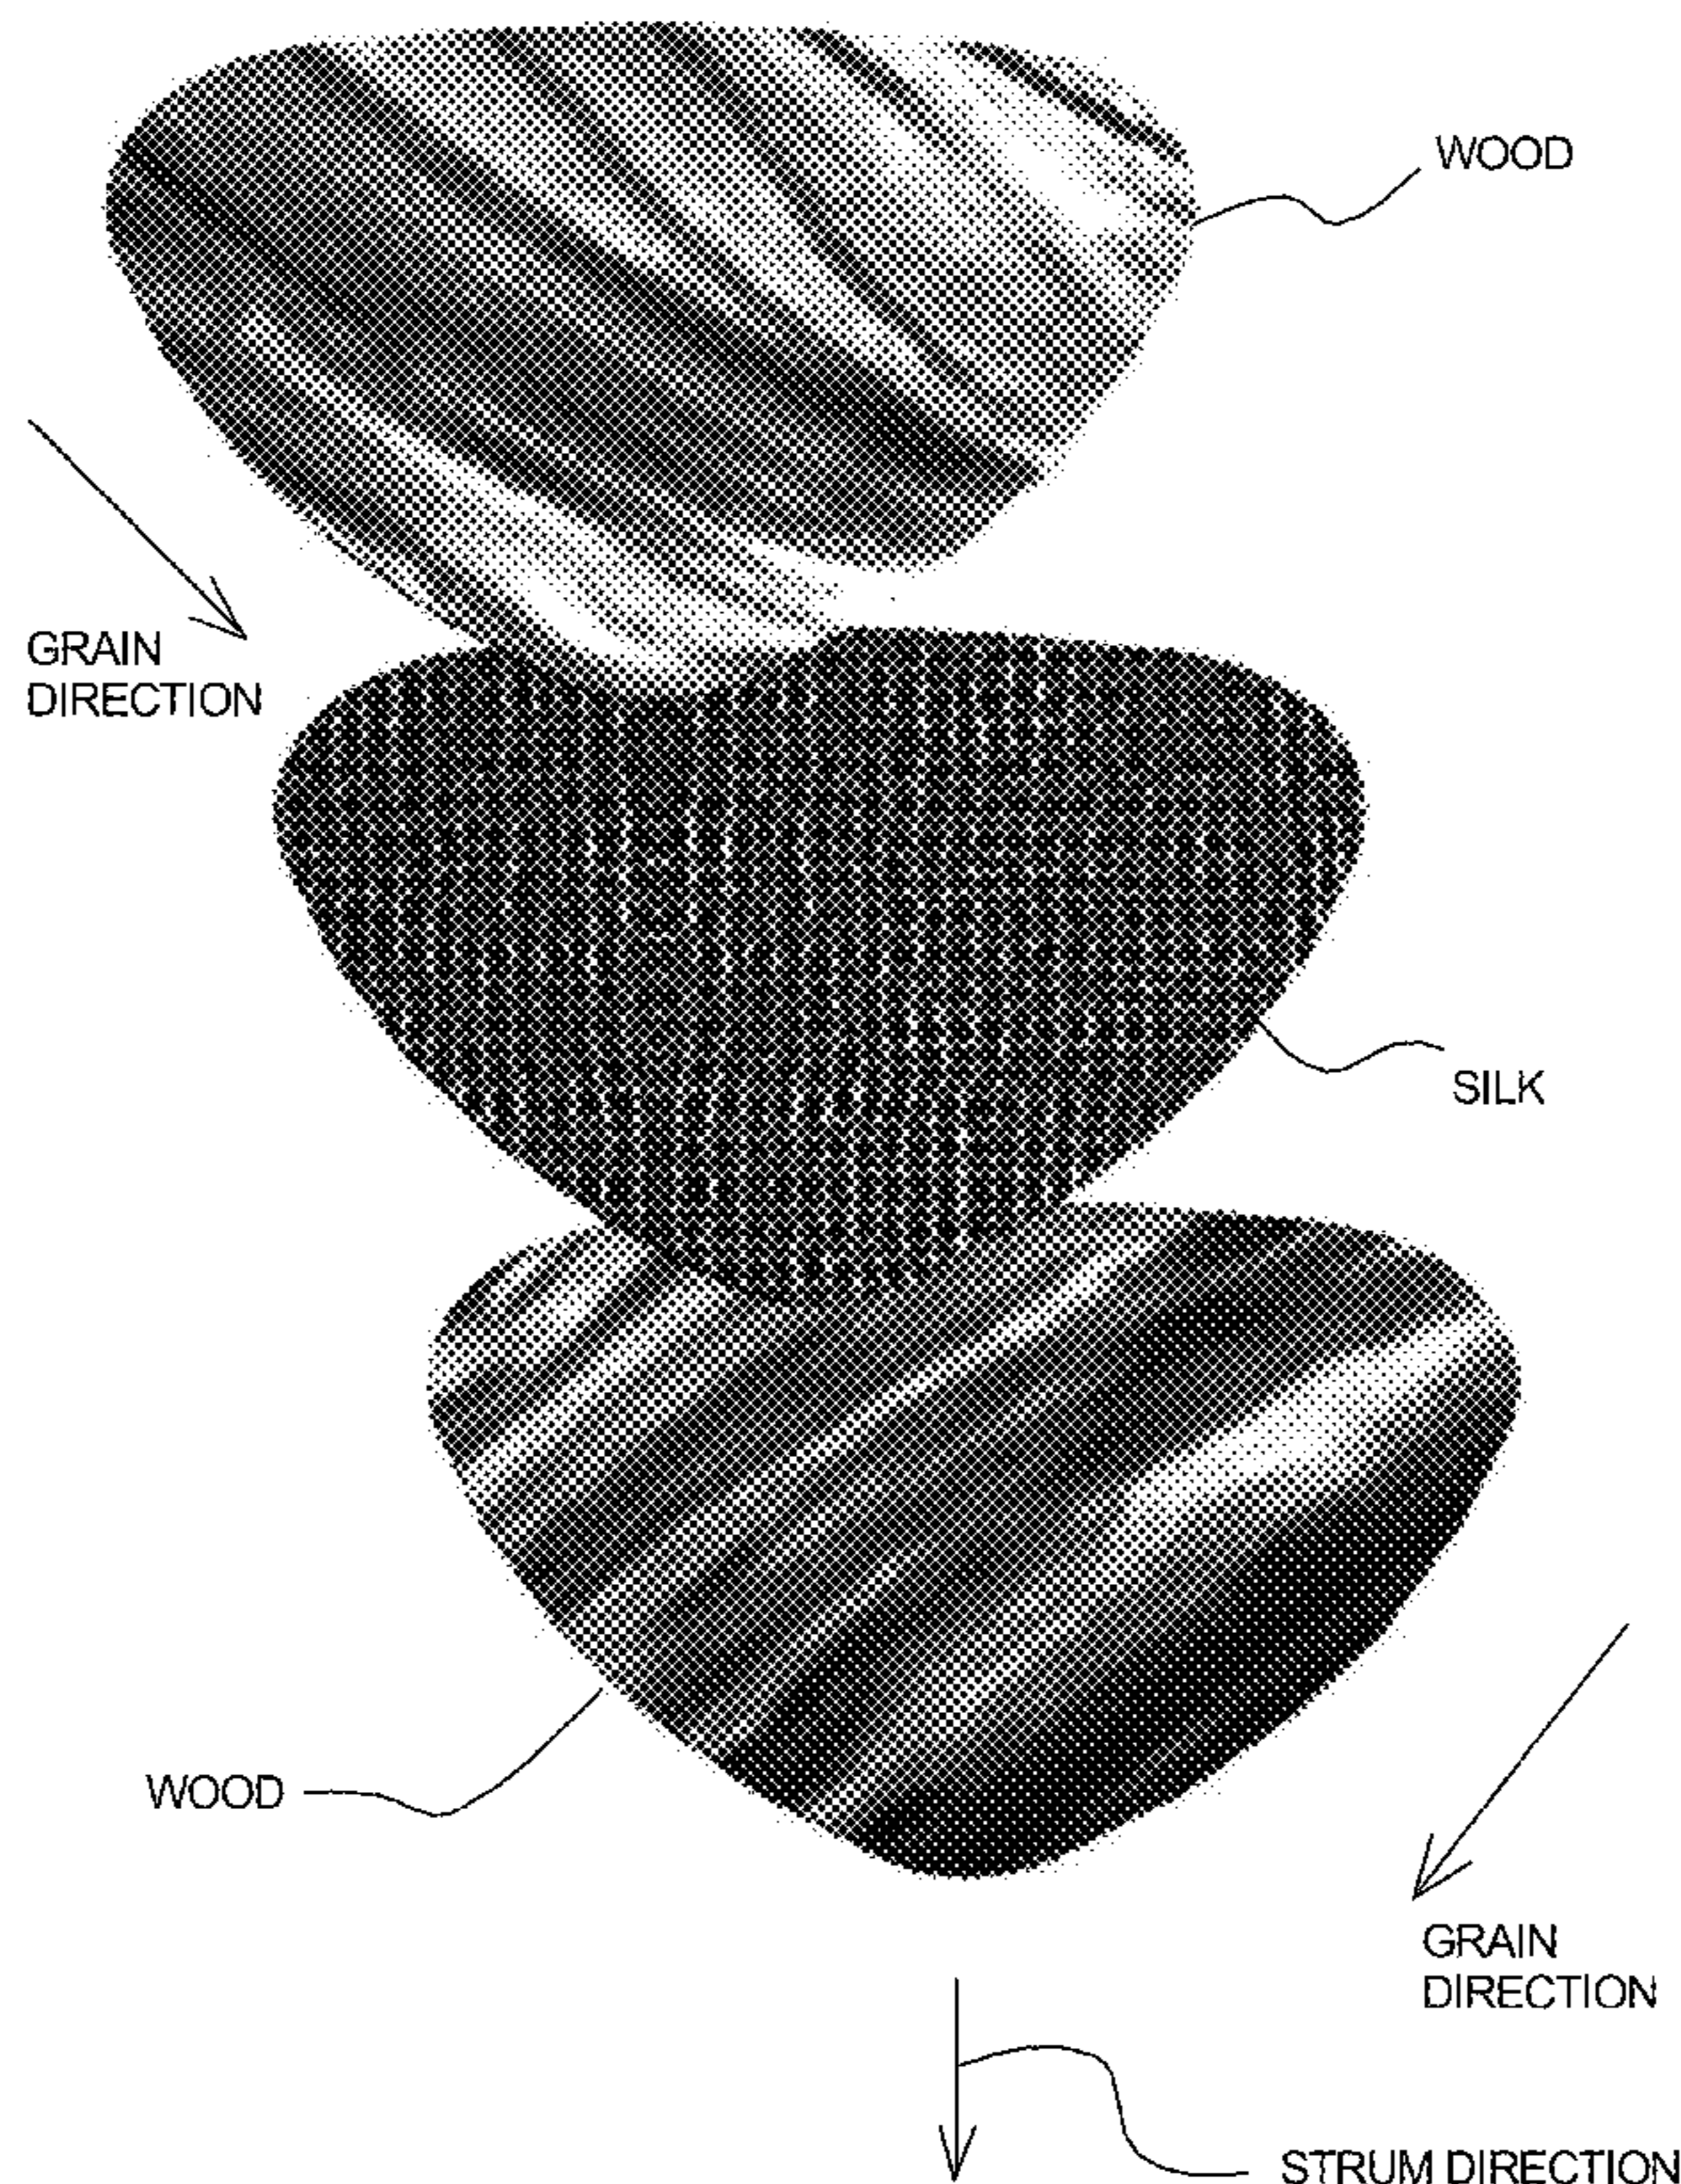 WOOD
GRAIN
DIRECTION
SILK
WOOD
GRAIN
DIRECTION
STRUM DIRECTION